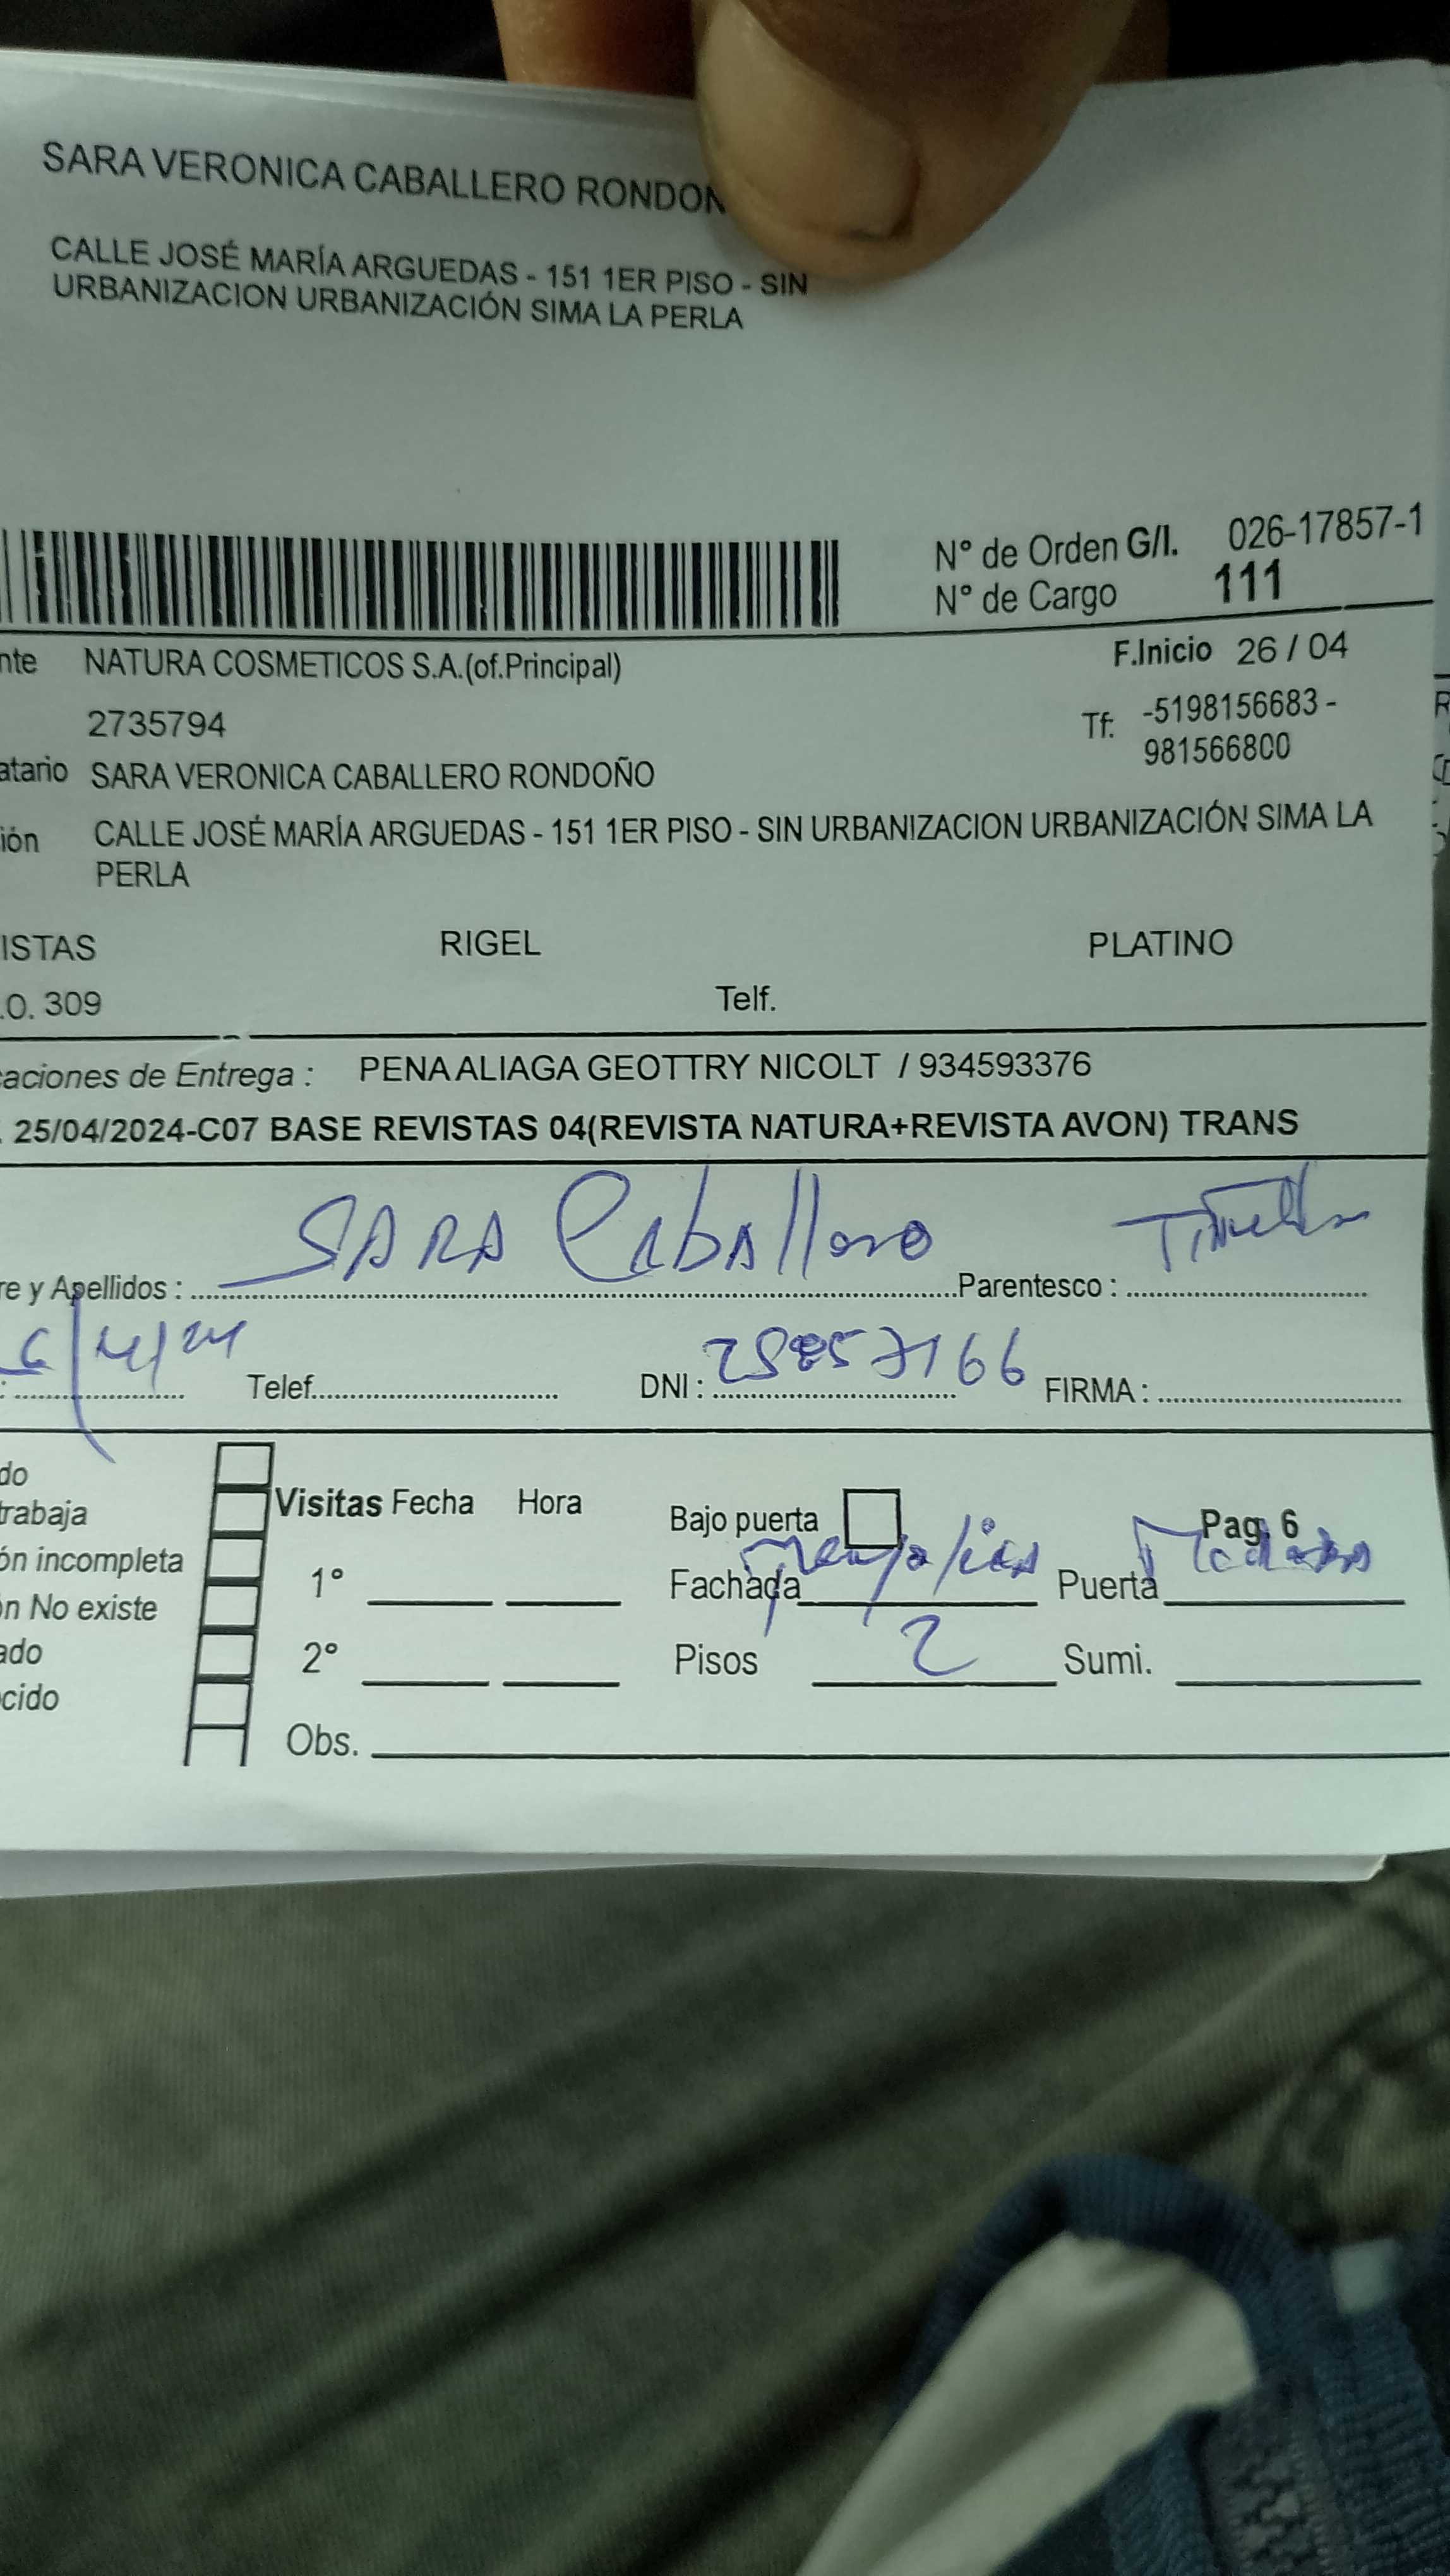 SARA VERONICA CABALLERO RONDON
CALLE JOSÉ MARÍA ARGUEDAS - 151 1ER PISO - SIN
URBANIZACION URBANIZACIÓN SIMA LA PERLA
N° de Orden G/I. 026-17857-1
N° de Cargo 111
nte NATURA COSMETICOS S.A.(of.Principal) F.Inicio 26 / 04
2735794 Tf: -5198156683 -
981566800
atario SARA VERONICA CABALLERO RONDOÑO
ión CALLE JOSÉ MARÍA ARGUEDAS - 151 1ER PISO - SIN URBANIZACION URBANIZACIÓN SIMA LA
PERLA
ISTAS RIGEL PLATINO
.O. 309 Telf.
caciones de Entrega : PENA ALIAGA GEOTTRY NICOLT / 934593376
25/04/2024-C07 BASE REVISTAS 04(REVISTA NATURA+REVISTA AVON) TRANS
re y Apellidos : SARA Caballero Parentesco :
6/4/24 Telef. DNI : FIRMA :
do
Visitas Fecha Hora Bajo puerta Pag. 6
trabaja
ón incompleta
1° Fachada Puerta
ón No existe
ado 2° Pisos 2 Sumi.
cido
Obs.